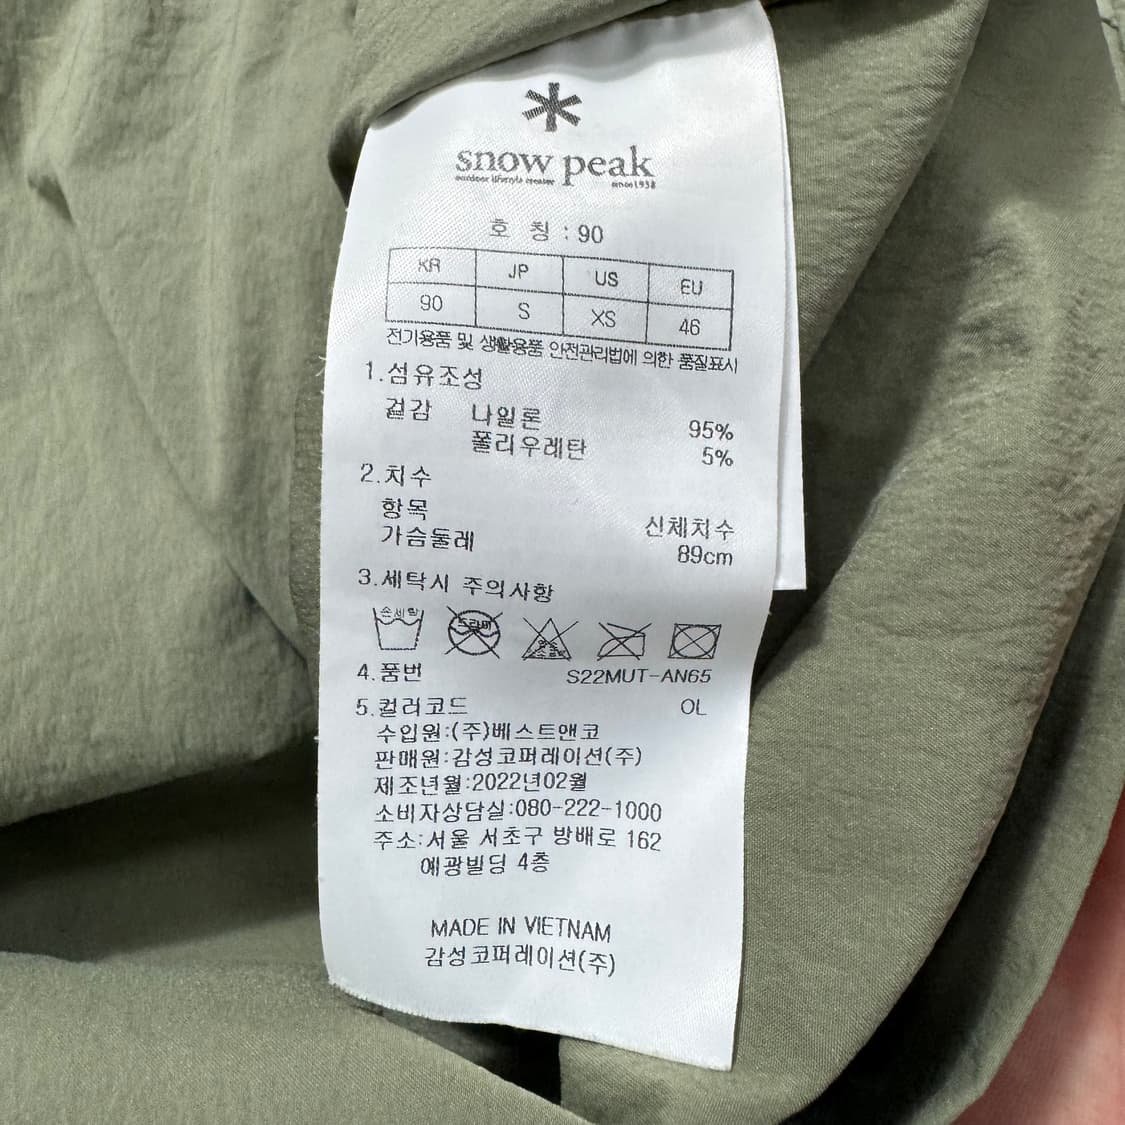 snow peak
outdoor lifestyle creater since1958
호 칭 : 90
KR JP US EU
90 S XS 46
전기용품 및 생활용품 안전관리법에 의한 품질표시
1.섬유조성
겉감 나일론 95%
폴리우레탄 5%
2.치수
항목 신체치수
가슴둘레 89cm
3.세탁시 주의사항
손세탁 드라이
4.품번 S22MUT-AN65
5.컬러코드 OL
수입원:(주)베스트앤코
판매원:감성코퍼레이션(주)
제조년월:2022년02월
소비자상담실:080-222-1000
주소:서울 서초구 방배로 162
예광빌딩 4층
MADE IN VIETNAM
감성코퍼레이션(주)